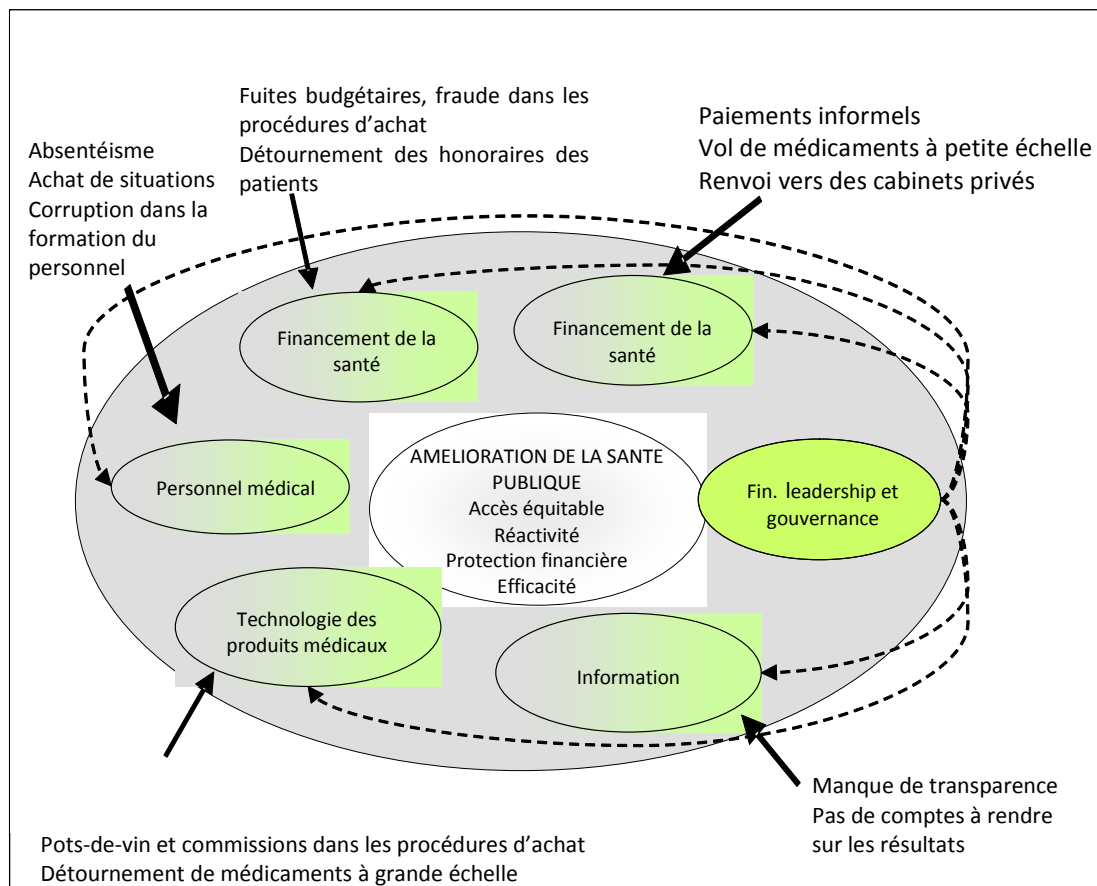 Fuites budgétaires, fraude dans les
procédures d’achat
Détournement des honoraires des
patients
Paiements informels
Vol de médicaments à petite échelle
Renvoi vers des cabinets privés
Absentéisme
Achat de situations
Corruption dans la
formation du
personnel
Financement de la
santé
Financement de la
santé
Personnel médical
AMELIORATION DE LA SANTE
PUBLIQUE
Accès équitable
Réactivité
Protection financière
Efficacité
Fin. leadership et
gouvernance
Technologie des
produits médicaux
Information
Manque de transparence
Pas de comptes à rendre
sur les résultats
Pots-de-vin et commissions dans les procédures d’achat
Détournement de médicaments à grande échelle